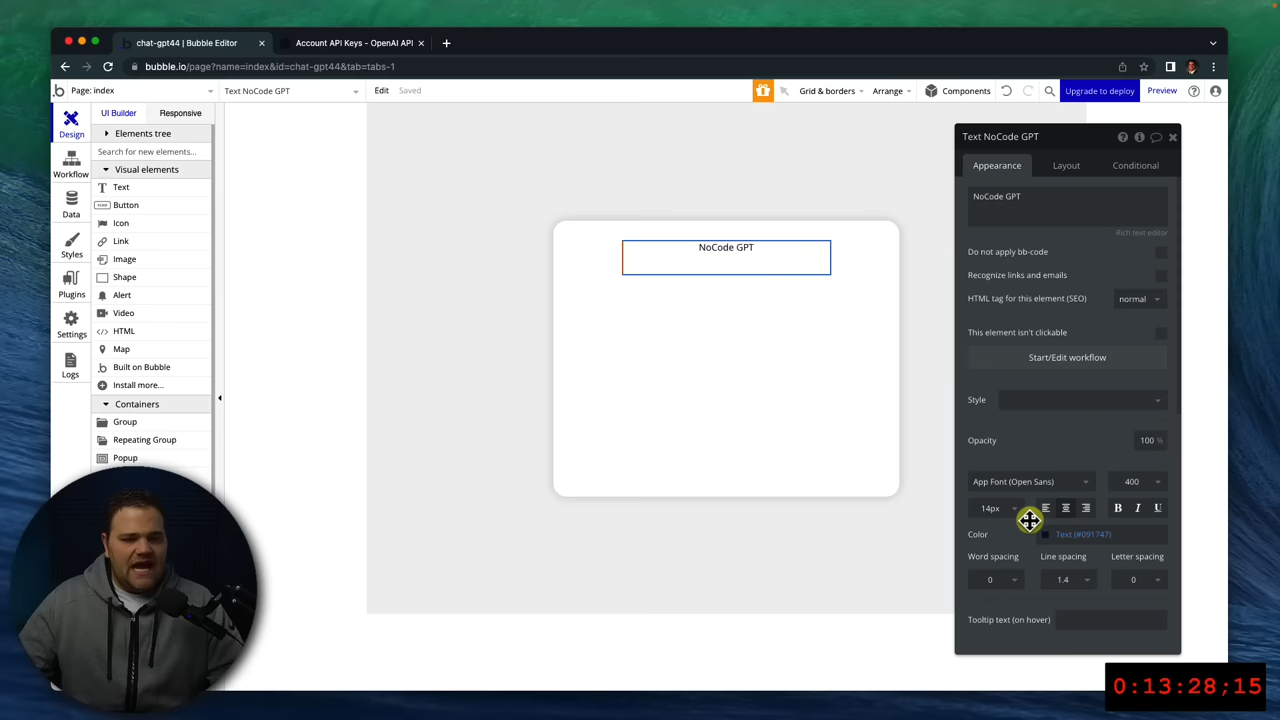 chat-gpt44 | Bubble Editor
Account API Keys - OpenAI API
bubble.io/page?name=index&id=chat-gpt44&tab=tabs-1
Page: index
Text NoCode GPT
Edit
Saved
Grid & borders
Arrange
Components
Upgrade to deploy
Preview
Design
Workflow
Data
Styles
Plugins
Settings
Logs
UI Builder
Responsive
Elements tree
Search for new elements...
Visual elements
Text
Button
Icon
Link
Image
Shape
Alert
Video
HTML
Map
Built on Bubble
Install more...
Containers
Group
Repeating Group
Popup
NoCode GPT
Text NoCode GPT
Appearance
Layout
Conditional
NoCode GPT
Rich text editor
Do not apply bb-code
Recognize links and emails
HTML tag for this element (SEO)
normal
This element isn't clickable
Start/Edit workflow
Style
Opacity
100 %
App Font (Open Sans)
400
14px
B I U
Color
Text (#091747)
Word spacing
Line spacing
Letter spacing
0
1.4
0
Tooltip text (on hover)
0:13:28;15